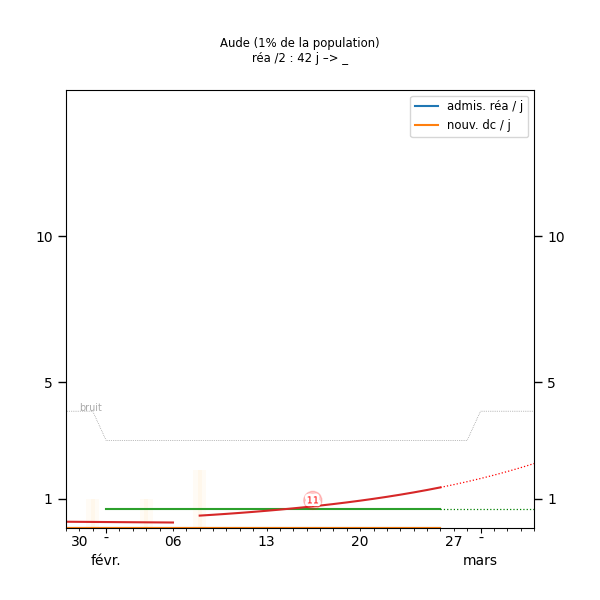 Aude (1% de la population)
réa /2 : 42 j –> _
admis. réa / j
nouv. dc / j
10 10
5 5
bruit
11
1 1
30 - 06 13 20 27 -
févr. mars